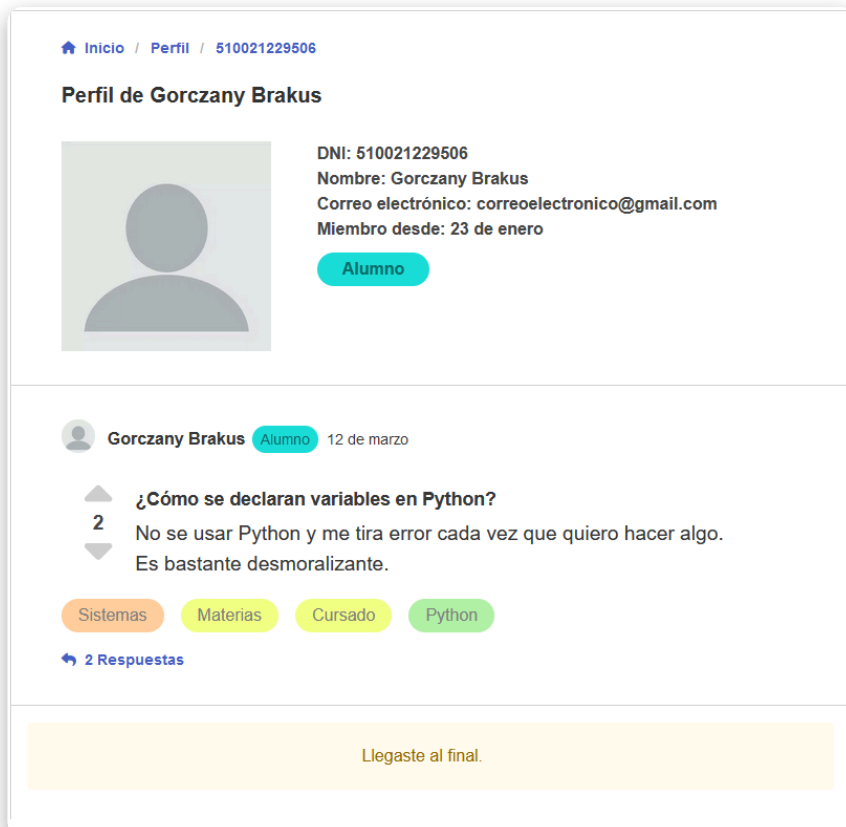 Inicio / Perfil / 510021229506
Perfil de Gorczany Brakus
DNI: 510021229506
Nombre: Gorczany Brakus
Correo electrónico: correoelectronico@gmail.com
Miembro desde: 23 de enero
Alumno
Gorczany Brakus Alumno 12 de marzo
¿Cómo se declaran variables en Python?
2
No se usar Python y me tira error cada vez que quiero hacer algo.
Es bastante desmoralizante.
Sistemas Materias Cursado Python
2 Respuestas
Llegaste al final.